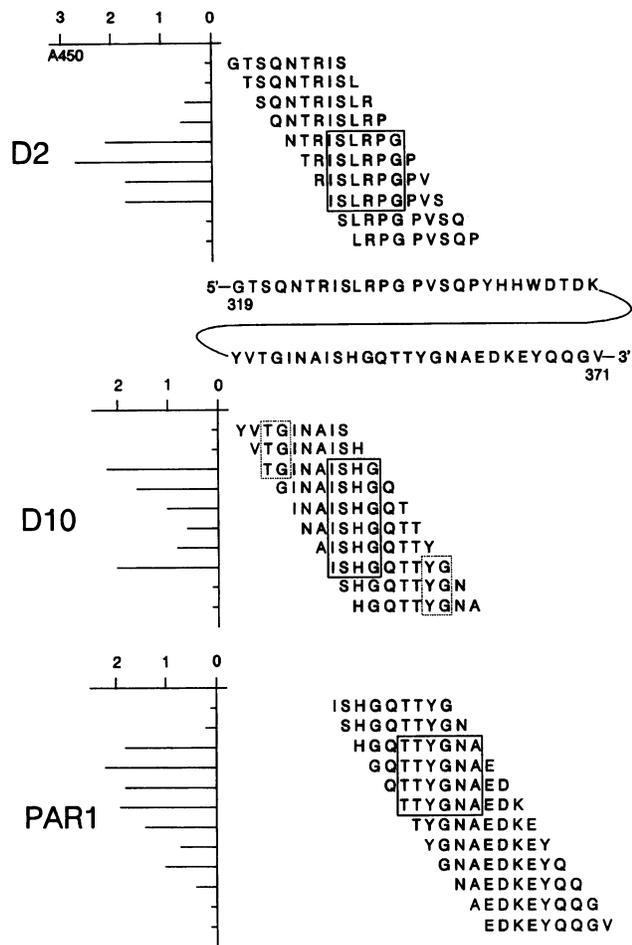 3 2 1 0
A450
GTSQNTRIS
TSQNTRISL
SQNTRISLR
QNTRISLRP
D2
NTRISLRPG
TRISLRPGP
RISLRPGPV
ISLRPGPVS
SLRPGPVSQ
LRPGPVSQP
5'–GTSQNTRISLRPGPVSQPYHHWDTDK
319
YVTGINAISHGQTTYGNAEDKEYQQGV–3'
371
2 1 0
YVTGINAIS
VTGINAISH
TGINAISHG
GINAISHGQ
INAISHGQT
D10
NAISHGQTT
AISHGQTTY
ISHGQTTYG
SHGQTTYGN
HGQTTYGNA
2 1 0
ISHGQTTYG
SHGQTTYGN
HGQTTYGNA
GQTTYGNAE
QTTYGNAED
TTYGNAEDK
PAR1
TYGNAEDKE
YGNAEDKEY
GNAEDKEYQ
NAEDKEYQQ
AEDKEYQQG
EDKEYQQGV